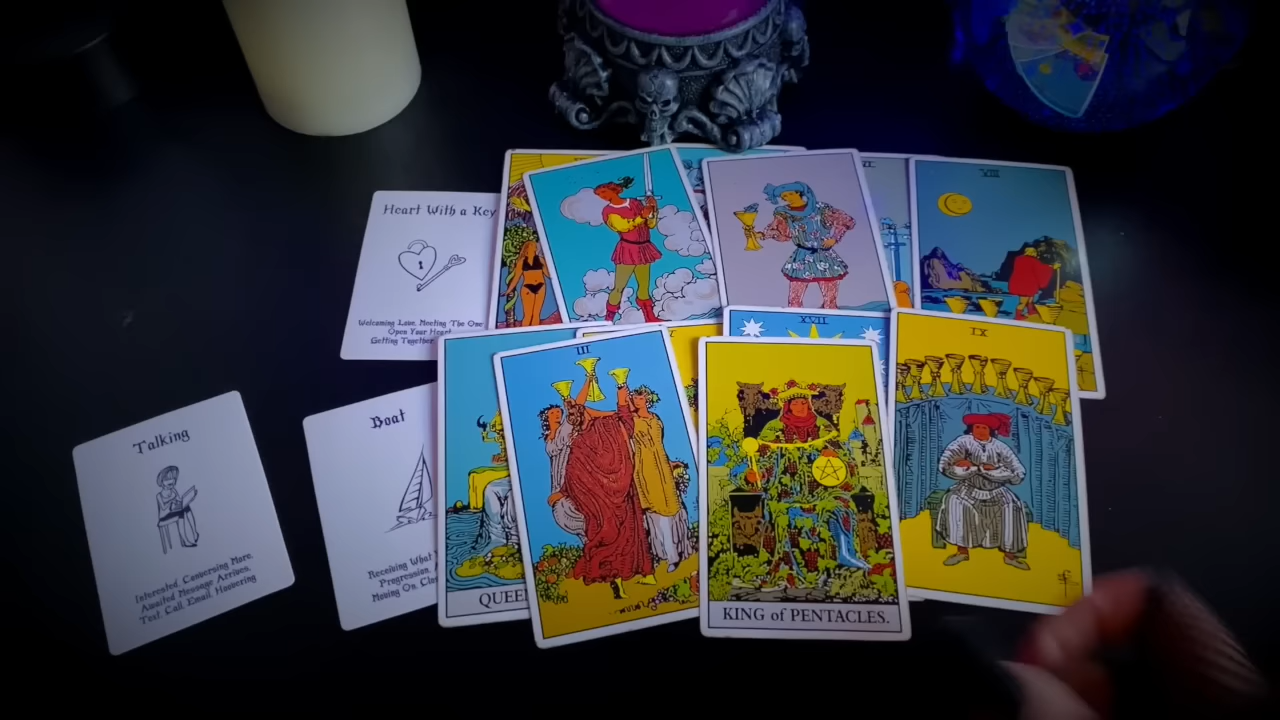 Heart With a Key
Welcoming Love, Meeting The One
Open Your Heart
Getting Together
VIII
Talking
Interested, Conversing More,
Awaited Message Arrives,
Text, Call, Email, Hoovering
Boat
Receiving What
Progression,
Moving On,
QUEEN
III
XVII
KING of PENTACLES.
IX